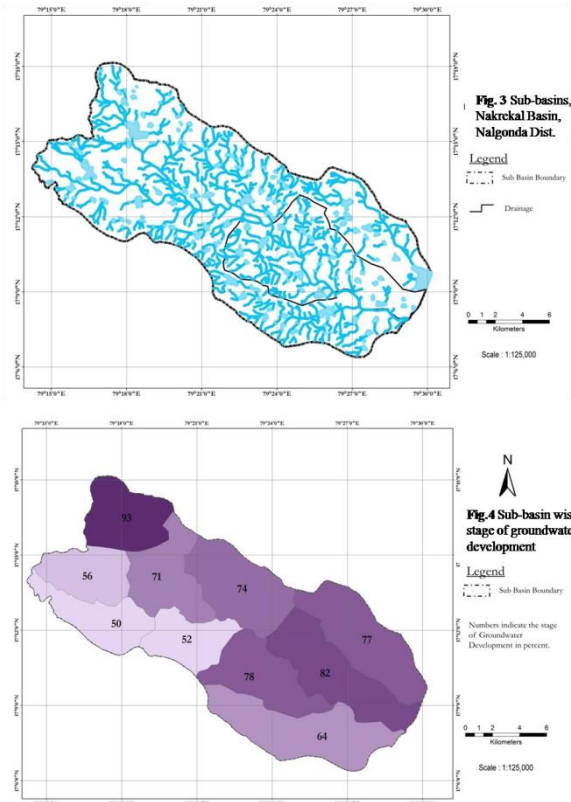 79°15'0"E 79°18'0"E 79°21'0"E 79°24'0"E 79°27'0"E 79°30'0"E
Fig. 3 Sub-basins,
Nakrekal Basin,
Nalgonda Dist.
Legend
Sub Basin Boundary
Drainage
0 1 2 4 6
Kilometers
Scale : 1:125,000
79°15'0"E 79°18'0"E 79°21'0"E 79°24'0"E 79°27'0"E 79°30'0"E
N
Fig.4 Sub-basin wis
stage of groundwate
development
Legend
Sub Basin Boundary
Numbers indicate the stage
of Groundwater
Development in percent.
93
56
71
74
50
52
77
78
82
64
0 1 2 4 6
Kilometers
Scale : 1:125,000